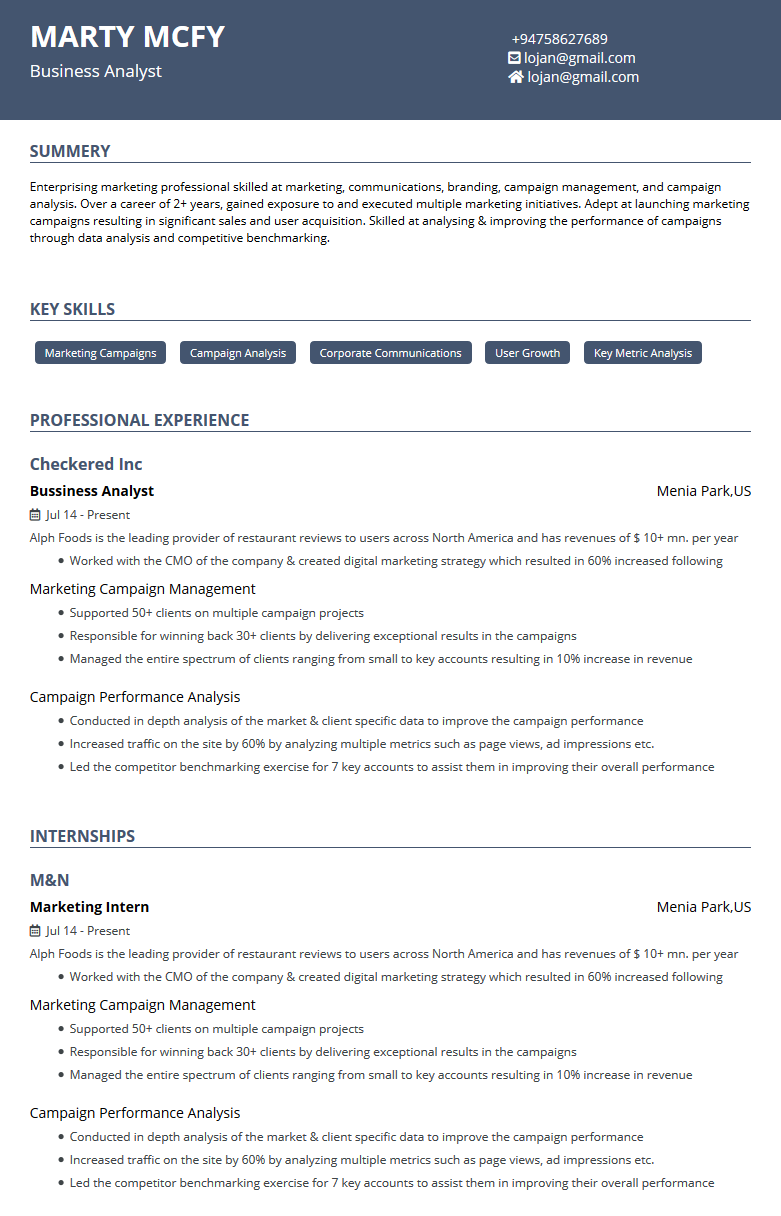 MARTY MCFY
Business Analyst
+94758627689
lojan@gmail.com
lojan@gmail.com
SUMMERY
Enterprising marketing professional skilled at marketing, communications, branding, campaign management, and campaign
analysis. Over a career of 2+ years, gained exposure to and executed multiple marketing initiatives. Adept at launching marketing
campaigns resulting in significant sales and user acquisition. Skilled at analysing & improving the performance of campaigns
through data analysis and competitive benchmarking.
KEY SKILLS
Marketing Campaigns Campaign Analysis Corporate Communications User Growth Key Metric Analysis
PROFESSIONAL EXPERIENCE
Checkered Inc
Bussiness Analyst Menia Park,US
Jul 14 - Present
Alph Foods is the leading provider of restaurant reviews to users across North America and has revenues of $ 10+ mn. per year
• Worked with the CMO of the company & created digital marketing strategy which resulted in 60% increased following
Marketing Campaign Management
• Supported 50+ clients on multiple campaign projects
• Responsible for winning back 30+ clients by delivering exceptional results in the campaigns
• Managed the entire spectrum of clients ranging from small to key accounts resulting in 10% increase in revenue
Campaign Performance Analysis
• Conducted in depth analysis of the market & client specific data to improve the campaign performance
• Increased traffic on the site by 60% by analyzing multiple metrics such as page views, ad impressions etc.
• Led the competitor benchmarking exercise for 7 key accounts to assist them in improving their overall performance
INTERNSHIPS
M&N
Marketing Intern Menia Park,US
Jul 14 - Present
Alph Foods is the leading provider of restaurant reviews to users across North America and has revenues of $ 10+ mn. per year
• Worked with the CMO of the company & created digital marketing strategy which resulted in 60% increased following
Marketing Campaign Management
• Supported 50+ clients on multiple campaign projects
• Responsible for winning back 30+ clients by delivering exceptional results in the campaigns
• Managed the entire spectrum of clients ranging from small to key accounts resulting in 10% increase in revenue
Campaign Performance Analysis
• Conducted in depth analysis of the market & client specific data to improve the campaign performance
• Increased traffic on the site by 60% by analyzing multiple metrics such as page views, ad impressions etc.
• Led the competitor benchmarking exercise for 7 key accounts to assist them in improving their overall performance